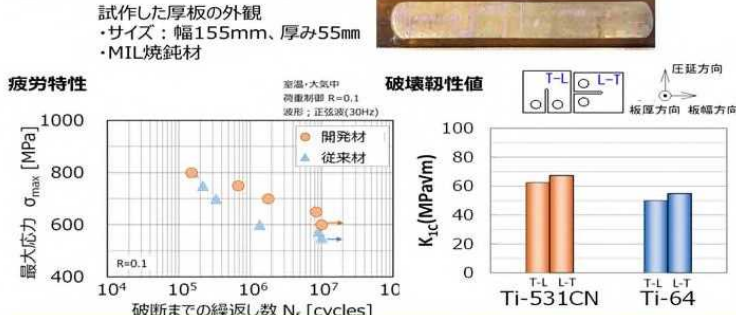 試作した厚板の外観
・サイズ：幅155mm、厚み55mm
・MIL焼鈍材
疲労特性
室温・大気中
荷重制御 R=0.1
波形；正弦波(30Hz)
最大応力 σmax [MPa]
1000
800
600
400
開発材
従来材
R=0.1
10⁴ 10⁵ 10⁶ 10⁷ 10
破断までの繰返し数 Nf [cycles]
破壊靱性値
T-L L-T
圧延方向
板厚方向 板幅方向
K1c(MPa√m)
100
80
60
40
20
0
T-L L-T T-L L-T
Ti-531CN Ti-64